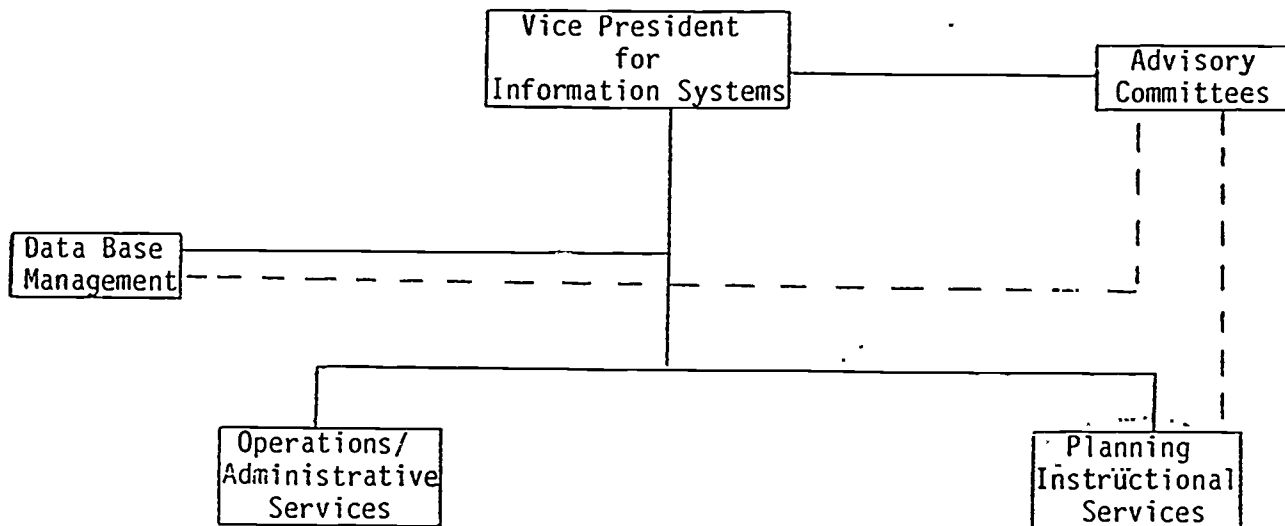 Vice President
for
Information Systems
Advisory
Committees
Data Base
Management
Operations/
Administrative
Services
Planning
Instructional
Services